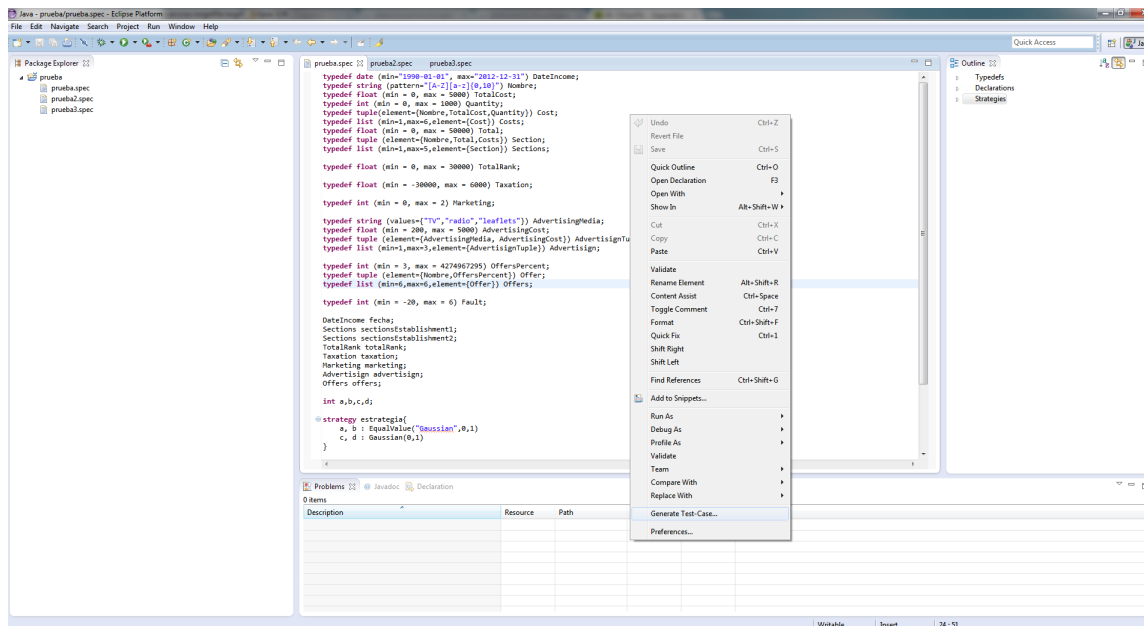 Java - prueba/prueba.spec - Eclipse Platform
File Edit Navigate Search Project Run Window Help
Quick Access
Package Explorer
prueba
prueba.spec
prueba2.spec
prueba3.spec
prueba.spec prueba2.spec prueba3.spec
typedef date (min="1990-01-01", max="2012-12-31") DateIncome;
typedef string (pattern="[A-Z][a-z]{0,10}") Nombre;
typedef float (min = 0, max = 5000) TotalCost;
typedef int (min = 0, max = 1000) Quantity;
typedef tuple(element={Nombre,TotalCost,Quantity}) Cost;
typedef list (min=1,max=6,element={Cost}) Costs;
typedef float (min = 0, max = 50000) Total;
typedef tuple (element={Nombre,Total,Costs}) Section;
typedef list (min=1,max=5,element={Section}) Sections;
typedef float (min = 0, max = 30000) TotalRank;
typedef float (min = -30000, max = 6000) Taxation;
typedef int (min = 0, max = 2) Marketing;
typedef string (values={"TV","radio","leaflets"}) AdvertisingMedia;
typedef float (min = 200, max = 5000) AdvertisingCost;
typedef tuple (element={AdvertisingMedia, AdvertisingCost}) AdvertisignTu
typedef list (min=1,max=3,element={AdvertisignTuple}) Advertisign;
typedef int (min = 3, max = 4274967295) OffersPercent;
typedef tuple (element={Nombre,OffersPercent}) Offer;
typedef list (min=6,max=6,element={Offer}) Offers;
typedef int (min = -20, max = 6) Fault;
DateIncome fecha;
Sections sectionsEstablishment1;
Sections sectionsEstablishment2;
TotalRank totalRank;
Taxation taxation;
Marketing marketing;
Advertisign advertisign;
Offers offers;
int a,b,c,d;
strategy estrategia{
a, b : EqualValue("Gaussian",0,1)
c, d : Gaussian(0,1)
}
Undo Ctrl+Z
Revert File
Save Ctrl+S
Quick Outline Ctrl+O
Open Declaration F3
Open With
Show In Alt+Shift+W
Cut Ctrl+X
Copy Ctrl+C
Paste Ctrl+V
Validate
Rename Element Alt+Shift+R
Content Assist Ctrl+Space
Toggle Comment Ctrl+7
Format Ctrl+Shift+F
Quick Fix Ctrl+1
Shift Right
Shift Left
Find References Ctrl+Shift+G
Add to Snippets...
Run As
Debug As
Profile As
Validate
Team
Compare With
Replace With
Generate Test-Case...
Preferences...
Outline
Typedefs
Declarations
Strategies
Problems @ Javadoc Declaration
0 items
Description Resource Path
Writable Insert 24 : 51